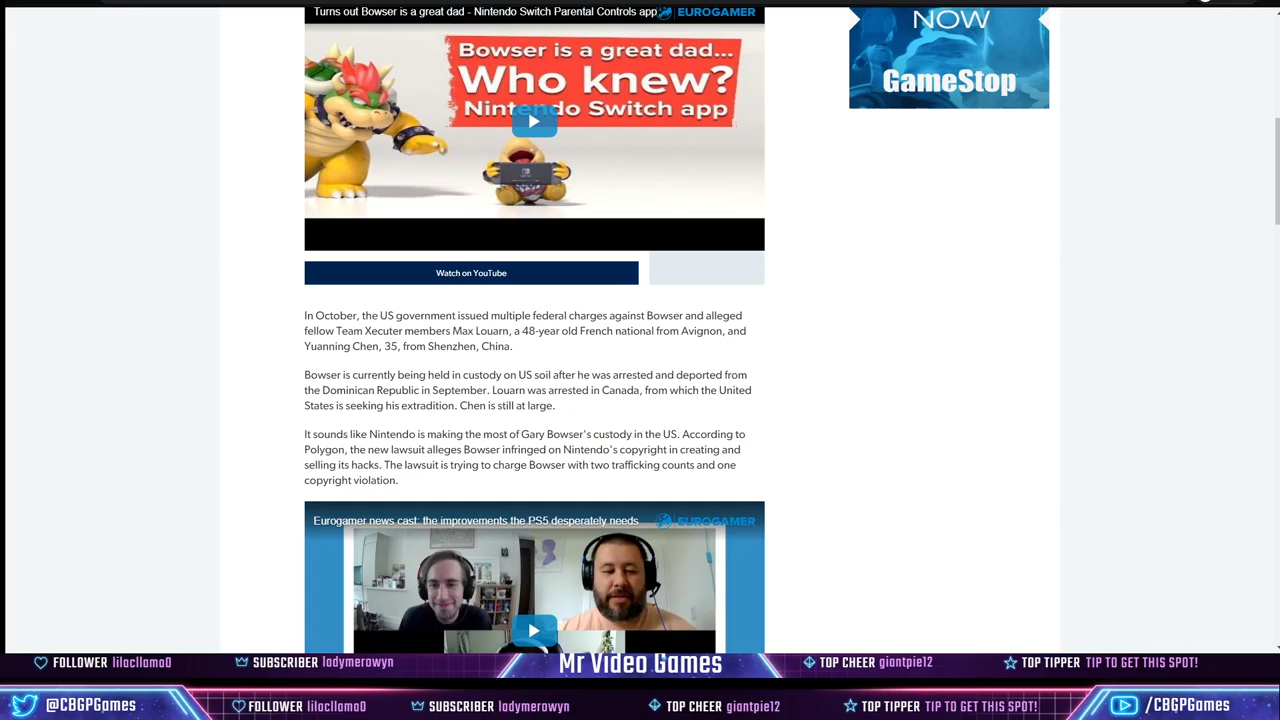 Turns out Bowser is a great dad - Nintendo Switch Parental Controls app
EUROGAMER
Bowser is a great dad...
Who knew?
Nintendo Switch app
NOW
GameStop
Watch on YouTube
In October, the US government issued multiple federal charges against Bowser and alleged
fellow Team Xecuter members Max Louarn, a 48-year old French national from Avignon, and
Yuanning Chen, 35, from Shenzhen, China.
Bowser is currently being held in custody on US soil after he was arrested and deported from
the Dominican Republic in September. Louarn was arrested in Canada, from which the United
States is seeking his extradition. Chen is still at large.
It sounds like Nintendo is making the most of Gary Bowser's custody in the US. According to
Polygon, the new lawsuit alleges Bowser infringed on Nintendo's copyright in creating and
selling its hacks. The lawsuit is trying to charge Bowser with two trafficking counts and one
copyright violation.
Eurogamer news cast: the improvements the PS5 desperately needs
EUROGAMER
FOLLOWER lilacllama0
SUBSCRIBER ladymerowyn
Mr Video Games
TOP CHEER giantpie12
TOP TIPPER TIP TO GET THIS SPOT!
@CBGPGames
FOLLOWER lilacllama0
SUBSCRIBER ladymerowyn
TOP CHEER giantpie12
TOP TIPPER TIP TO GET THIS SPOT!
/CBGPGames